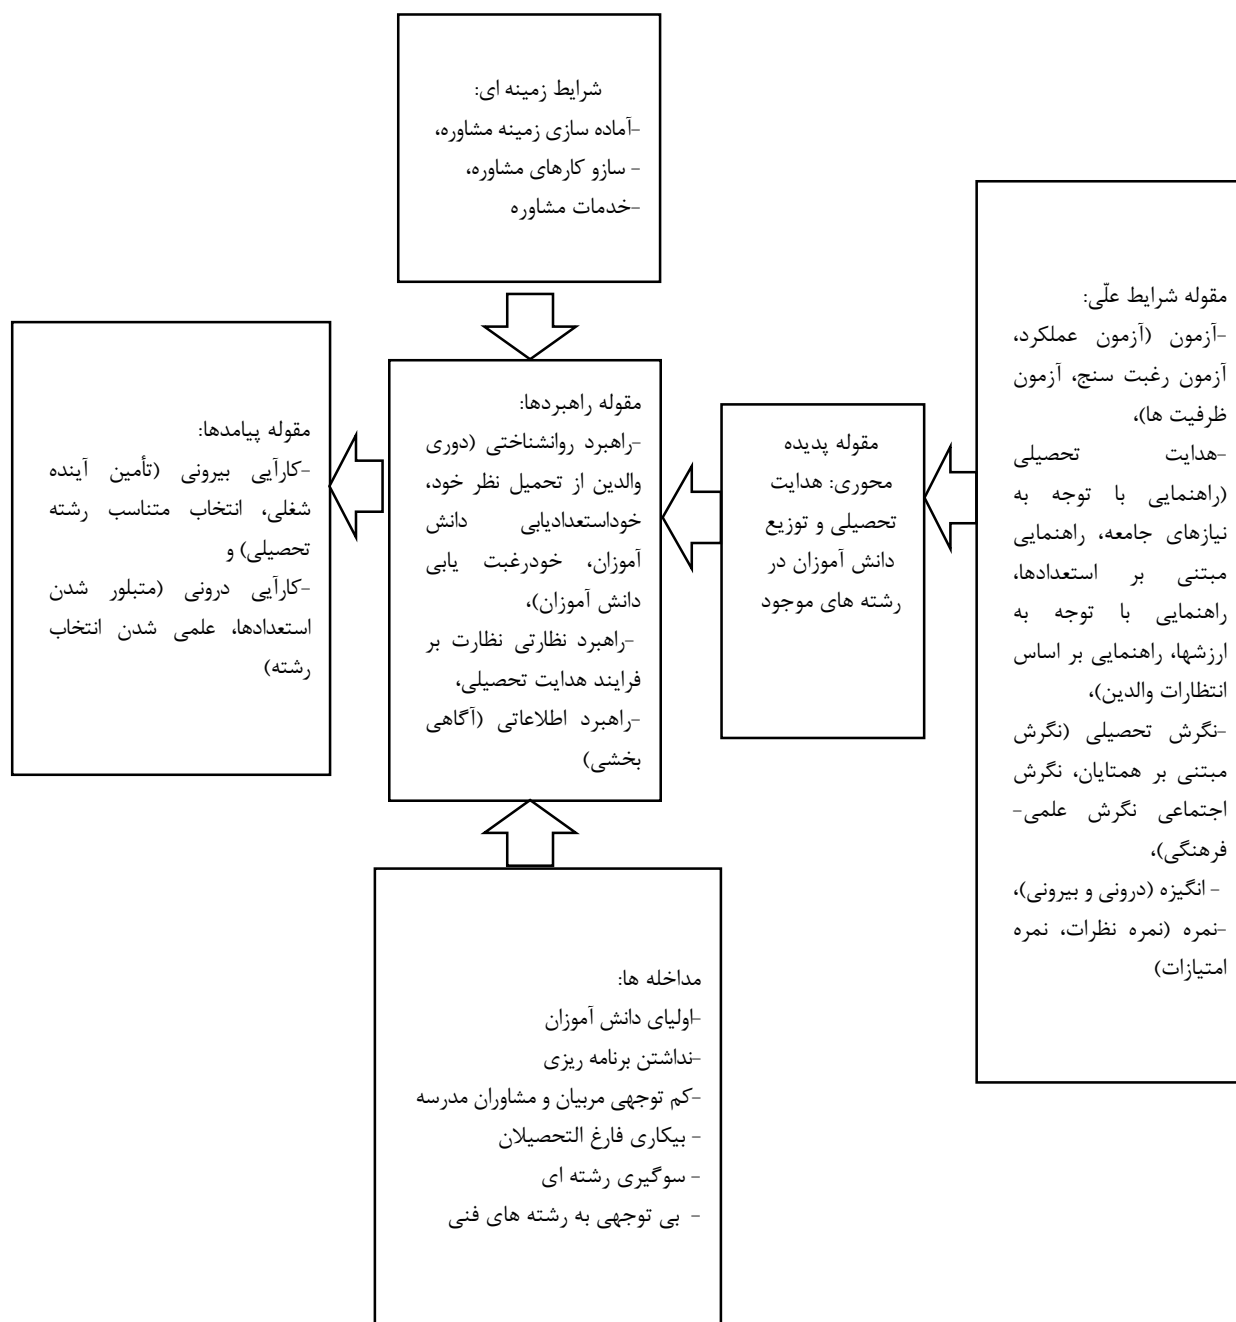 شرایط زمینه ای:
-آماده سازی زمینه مشاوره،
- سازو کارهای مشاوره،
-خدمات مشاوره
مقوله شرایط علّی:
-آزمون (آزمون عملکرد،
آزمون رغبت سنج، آزمون
ظرفیت ها)،
-هدایت تحصیلی
(راهنمایی با توجه به
نیازهای جامعه، راهنمایی
مبتنی بر استعدادها،
راهنمایی با توجه به
ارزشها، راهنمایی بر اساس
انتظارات والدین)،
-نگرش تحصیلی (نگرش
مبتنی بر همتایان، نگرش
اجتماعی نگرش علمی-
فرهنگی)،
- انگیزه (درونی و بیرونی)،
-نمره (نمره نظرات، نمره
امتیازات)
مقوله پدیده
محوری: هدایت
تحصیلی و توزیع
دانش آموزان در
رشته های موجود
مقوله راهبردها:
-راهبرد روانشناختی (دوری
والدین از تحمیل نظر خود،
خوداستعدادیابی دانش
آموزان، خودرغبت یابی
دانش آموزان)،
-راهبرد نظارتی نظارت بر
فرایند هدایت تحصیلی،
-راهبرد اطلاعاتی (آگاهی
بخشی)
مقوله پیامدها:
-کارآیی بیرونی (تأمین آینده
شغلی، انتخاب متناسب رشته
تحصیلی) و
-کارآیی درونی (متبلور شدن
استعدادها، علمی شدن انتخاب
رشته)
مداخله ها:
-اولیای دانش آموزان
-نداشتن برنامه ریزی
-کم توجهی مربیان و مشاوران مدرسه
- بیکاری فارغ التحصیلان
- سوگیری رشته ای
- بی توجهی به رشته های فنی